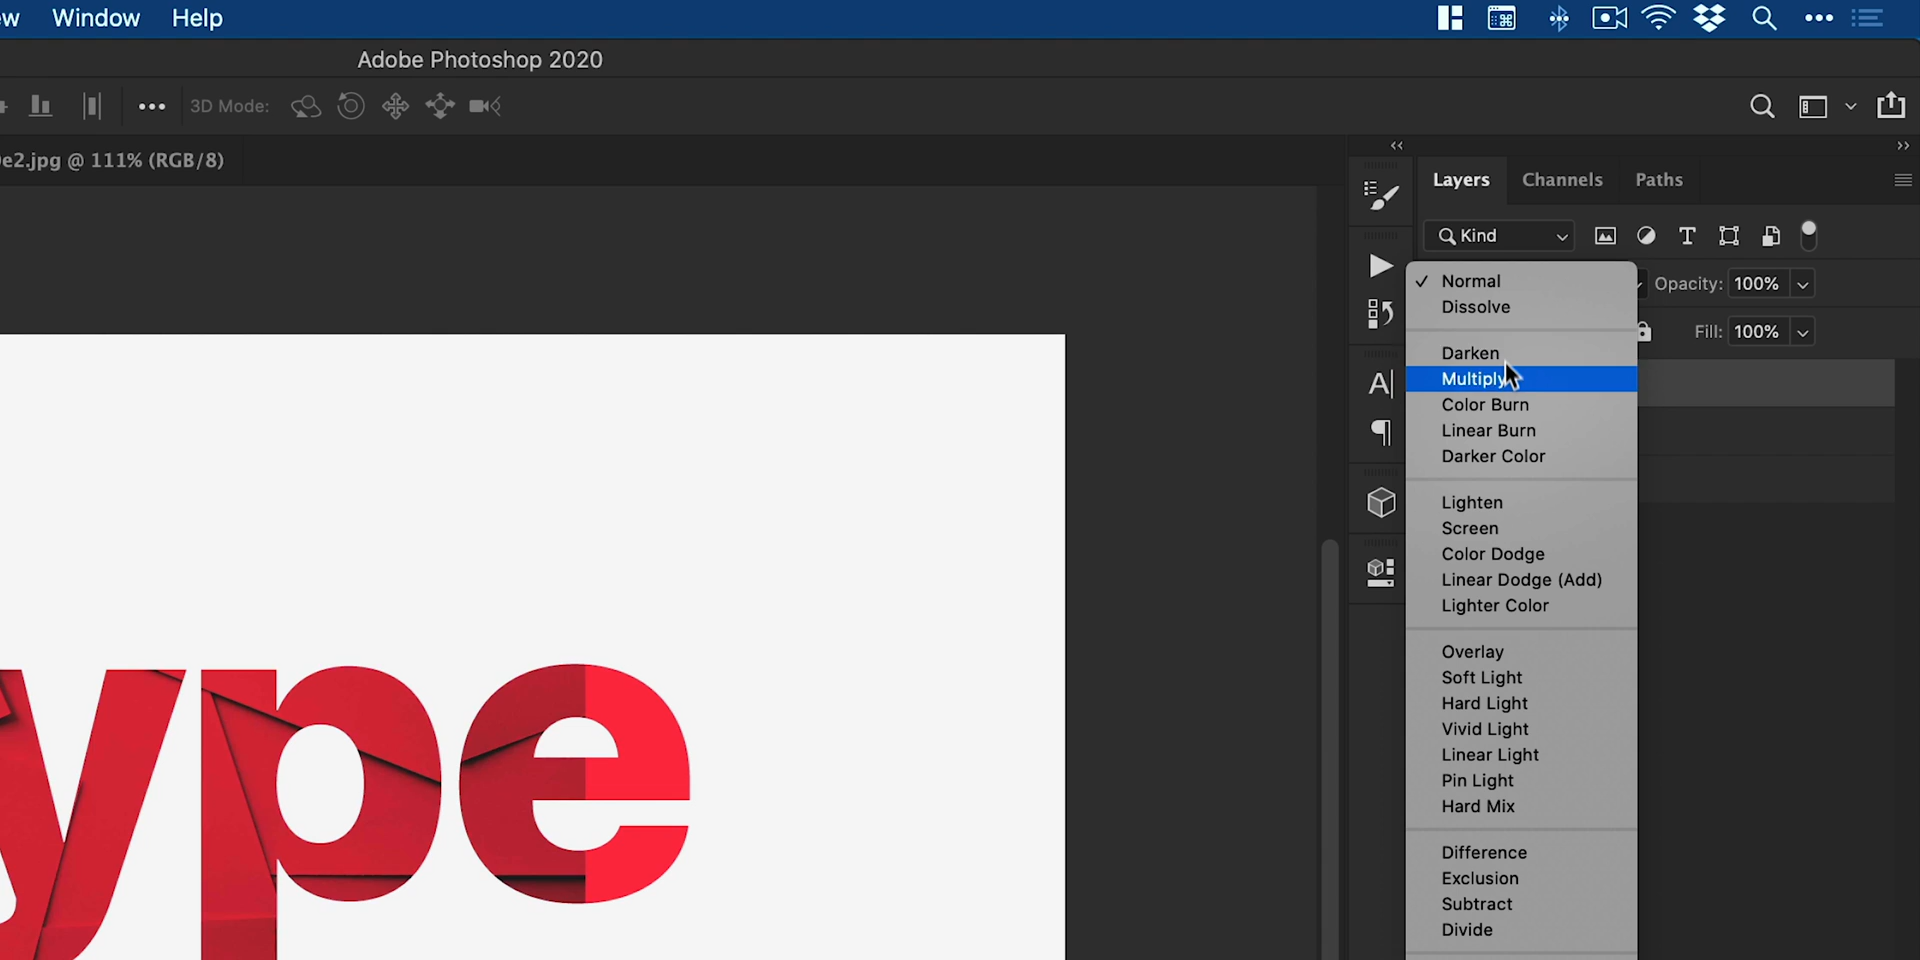 ew Window Help
Adobe Photoshop 2020
3D Mode:
e2.jpg @ 111% (RGB/8)
Layers Channels Paths
Kind
Normal
Opacity: 100%
Dissolve
Fill: 100%
Darken
Multiply
Color Burn
Linear Burn
Darker Color
Lighten
Screen
Color Dodge
Linear Dodge (Add)
Lighter Color
Overlay
Soft Light
Hard Light
Vivid Light
Linear Light
Pin Light
Hard Mix
Difference
Exclusion
Subtract
Divide
ype